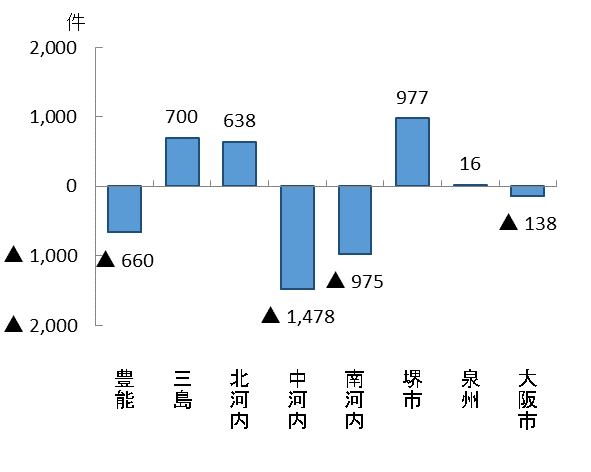 件
2,000
1,000
0
▲ 1,000
▲ 2,000
▲ 660
700
638
▲ 1,478
▲ 975
977
16
▲ 138
豊能
三島
北河内
中河内
南河内
堺市
泉州
大阪市